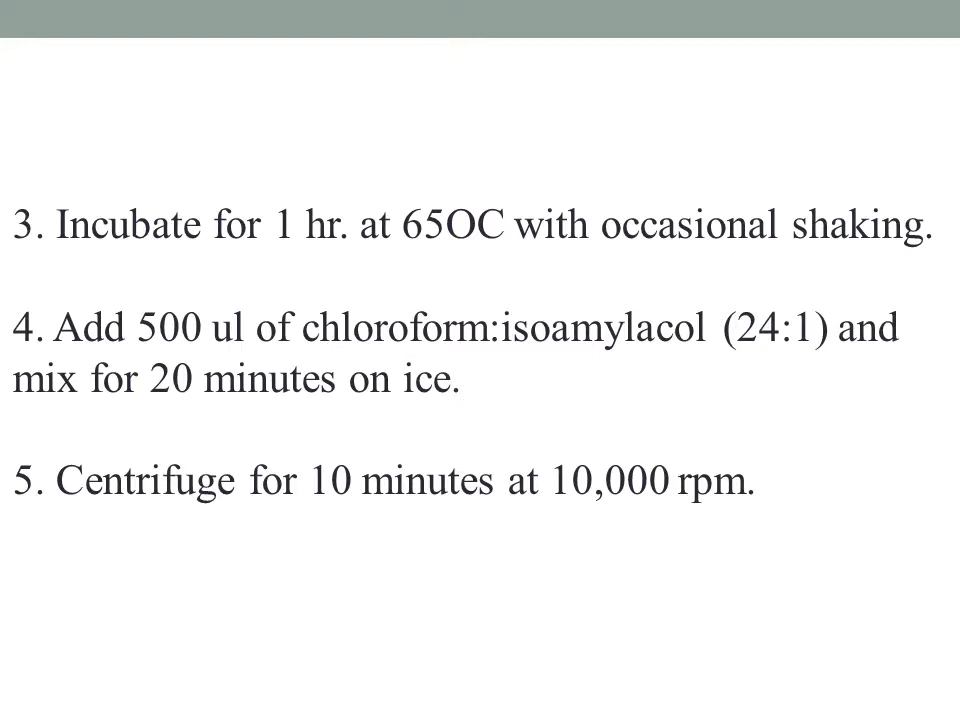 3. Incubate for 1 hr. at 65OC with occasional shaking.
4. Add 500 ul of chloroform:isoamylacol (24:1) and
mix for 20 minutes on ice.
5. Centrifuge for 10 minutes at 10,000 rpm.